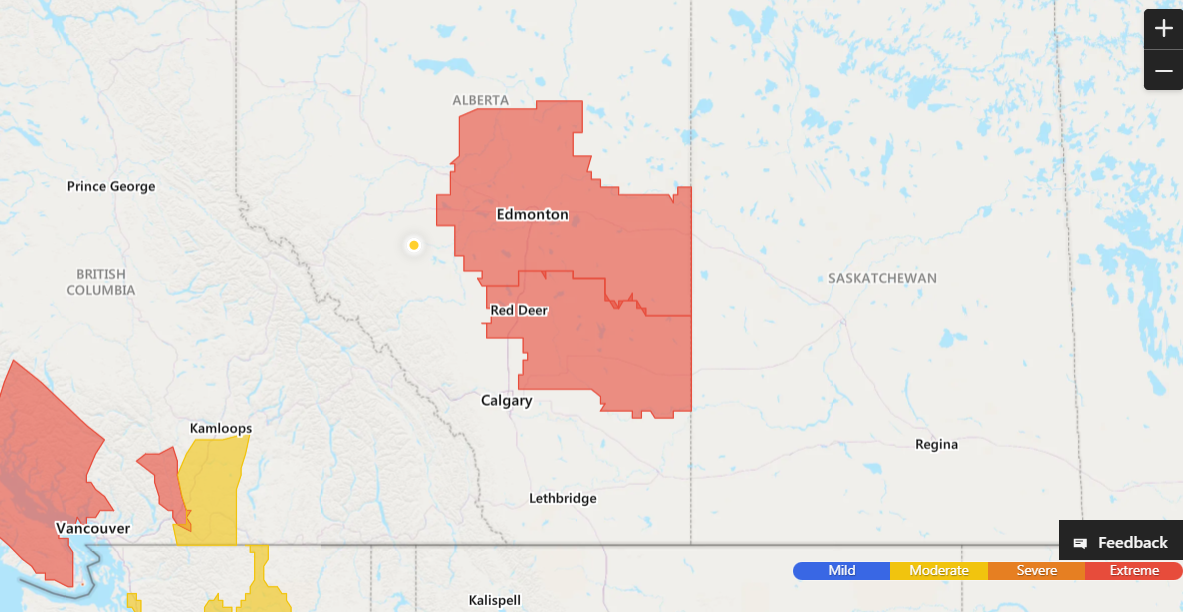 +
ALBERTA
Prince George
Edmonton
BRITISH
COLUMBIA
SASKATCHEWAN
Red Deer
Calgary
Kamloops
Regina
Lethbridge
Vancouver
Feedback
Mild Moderate Severe Extreme
Kalispell